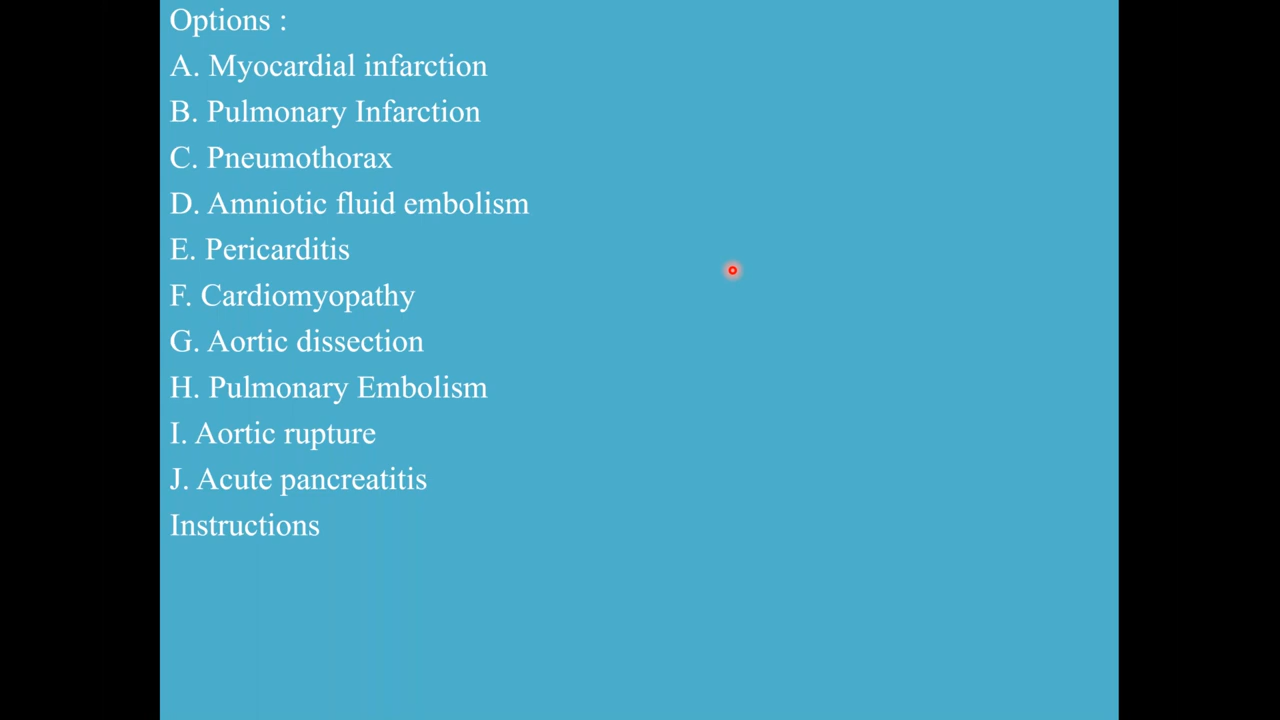 Options :
A. Myocardial infarction
B. Pulmonary Infarction
C. Pneumothorax
D. Amniotic fluid embolism
E. Pericarditis
F. Cardiomyopathy
G. Aortic dissection
H. Pulmonary Embolism
I. Aortic rupture
J. Acute pancreatitis
Instructions